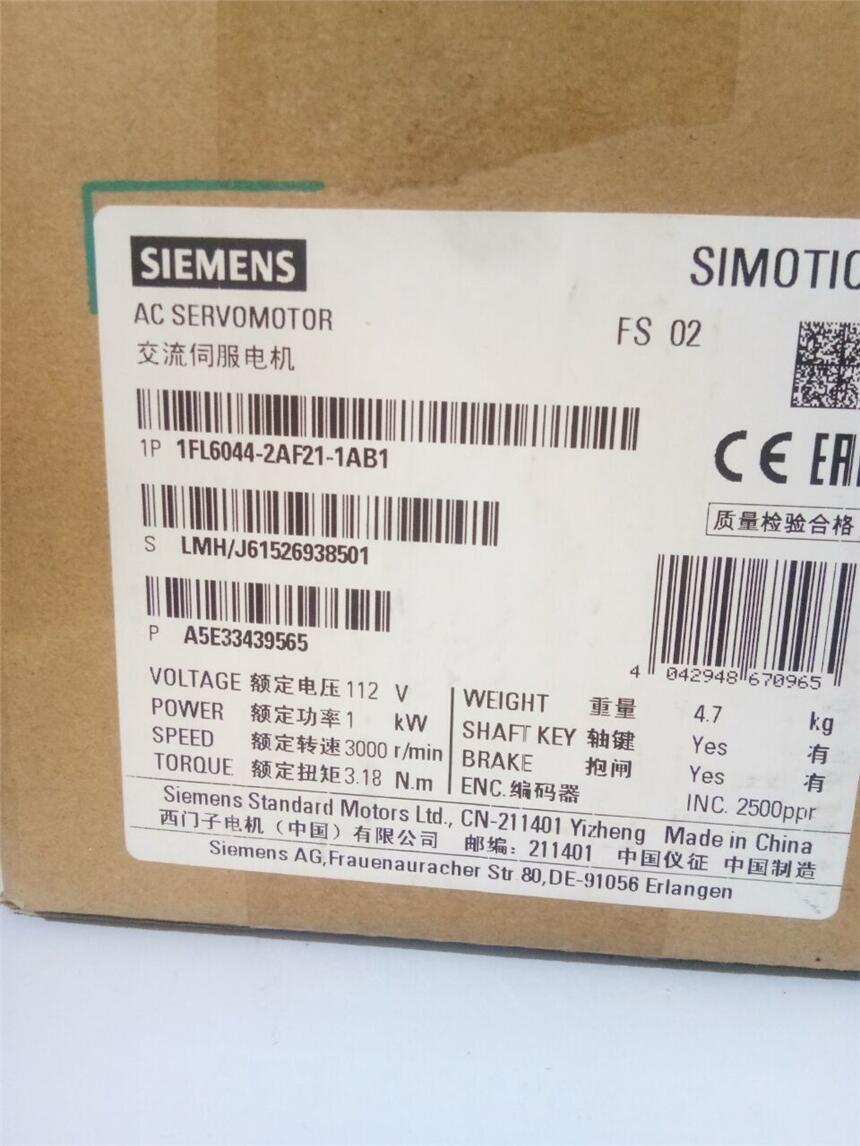 SIEMENS
SIMOTIC
AC SERVOMOTOR
FS 02
交流伺服电机
1P 1FL6044-2AF21-1AB1
CE
质量检验合格
S LMH/J61526938501
P A5E33439565
4 042948 670965
VOLTAGE 额定电压 112 V
POWER 额定功率 1 kW
SPEED 额定转速 3000 r/min
TORQUE 额定扭矩 3.18 N.m
WEIGHT 重量 4.7 kg
SHAFT KEY 轴键 Yes 有
BRAKE 抱闸 Yes 有
ENC. 编码器 INC. 2500ppr
Siemens Standard Motors Ltd., CN-211401 Yizheng Made in China
西门子电机（中国）有限公司 邮编：211401 中国仪征 中国制造
Siemens AG,Frauenauracher Str 80,DE-91056 Erlangen